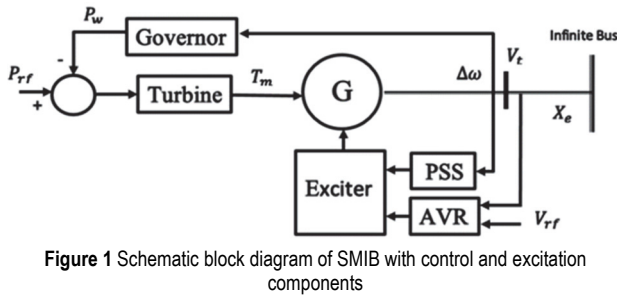 P_w
Governor
Infinite Bus
-
P_rf
+
Turbine
T_m
G
Δω
V_t
X_e
Exciter
PSS
AVR
V_rf
Figure 1 Schematic block diagram of SMIB with control and excitation
components